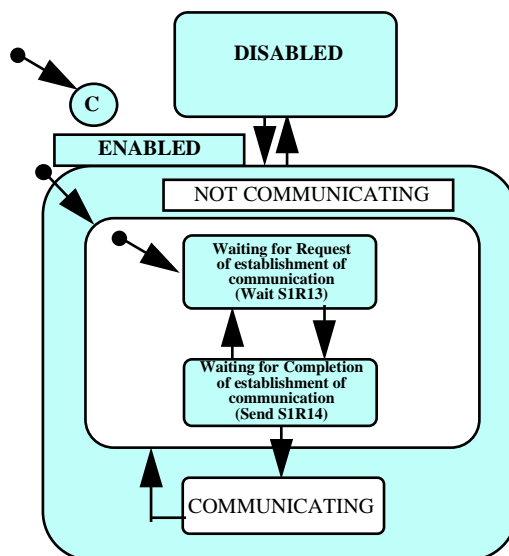 DISABLED
C
ENABLED
NOT COMMUNICATING
Waiting for Request
of establishment of
communication
(Wait S1R13)
Waiting for Completion
of establishment of
communication
(Send S1R14)
COMMUNICATING